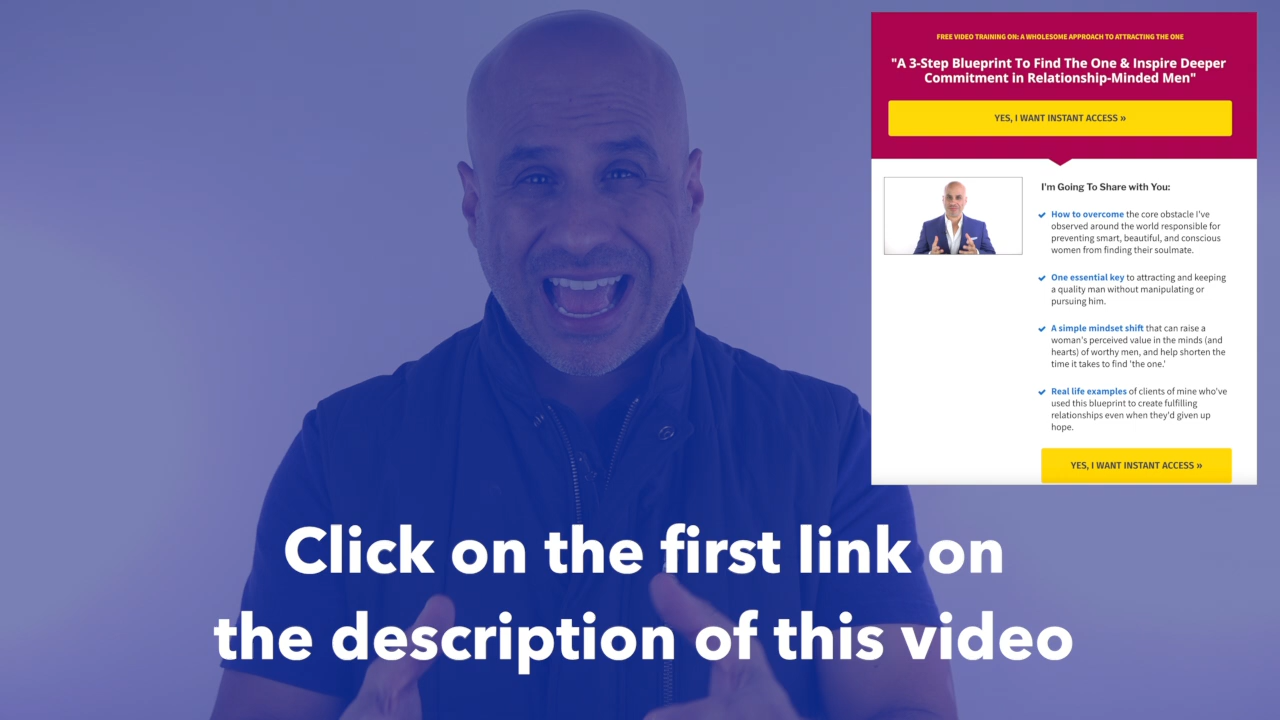 FREE VIDEO TRAINING ON: A WHOLESOME APPROACH TO ATTRACTING THE ONE
"A 3-Step Blueprint To Find The One & Inspire Deeper
Commitment in Relationship-Minded Men"
YES, I WANT INSTANT ACCESS »
I'm Going To Share with You:
How to overcome the core obstacle I've
observed around the world responsible for
preventing smart, beautiful, and conscious
women from finding their soulmate.
One essential key to attracting and keeping
a quality man without manipulating or
pursuing him.
A simple mindset shift that can raise a
woman's perceived value in the minds (and
hearts) of worthy men, and help shorten the
time it takes to find 'the one.'
Real life examples of clients of mine who've
used this blueprint to create fulfilling
relationships even when they'd given up
hope.
YES, I WANT INSTANT ACCESS »
Click on the first link on
the description of this video